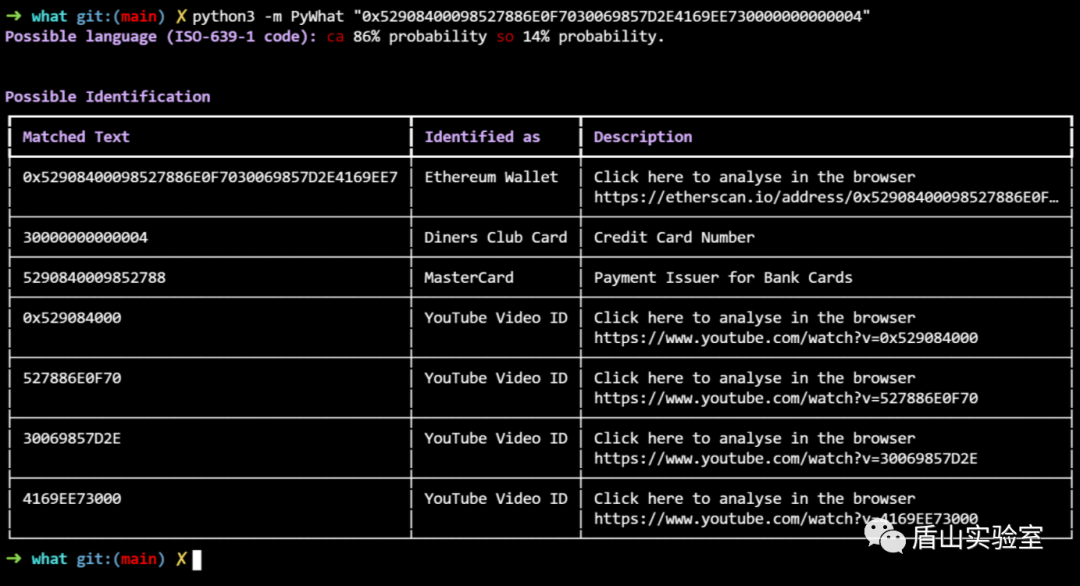 → what git:(main) ✗ python3 -m PyWhat "0x52908400098527886E0F7030069857D2E4169EE730000000000004"
Possible language (ISO-639-1 code): ca 86% probability so 14% probability.
Possible Identification
Matched Text Identified as Description
0x52908400098527886E0F7030069857D2E4169EE7 Ethereum Wallet Click here to analyse in the browser
https://etherscan.io/address/0x52908400098527886E0F…
30000000000004 Diners Club Card Credit Card Number
5290840009852788 MasterCard Payment Issuer for Bank Cards
0x529084000 YouTube Video ID Click here to analyse in the browser
https://www.youtube.com/watch?v=0x529084000
527886E0F70 YouTube Video ID Click here to analyse in the browser
https://www.youtube.com/watch?v=527886E0F70
30069857D2E YouTube Video ID Click here to analyse in the browser
https://www.youtube.com/watch?v=30069857D2E
4169EE73000 YouTube Video ID Click here to analyse in the browser
https://www.youtube.com/watch?v=4169EE73000
盾山实验室
→ what git:(main) ✗